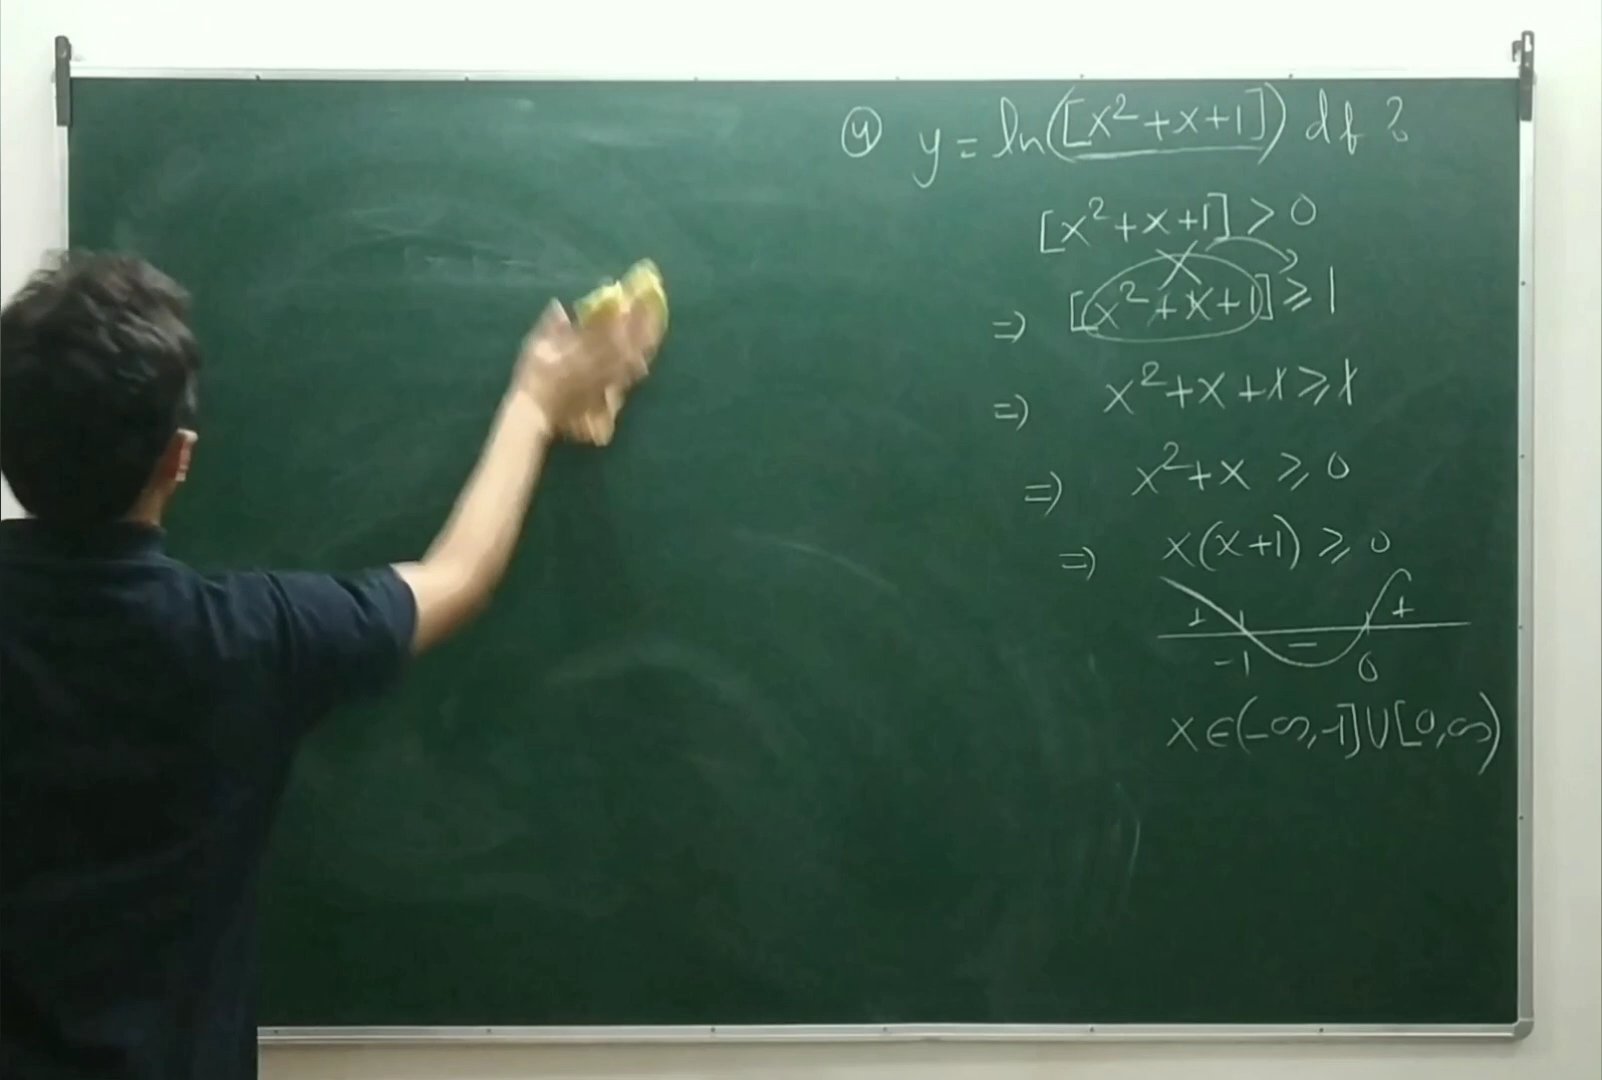 ④ y = ln([x²+x+1]) df ?
[x²+x+1] > 0
⇒ [x²+x+1] ≥ 1
⇒ x²+x+1 ≥ 1
⇒ x²+x ≥ 0
⇒ x(x+1) ≥ 0
+ − +
-1 0
x ∈ (-∞,-1] ∪ [0,∞)